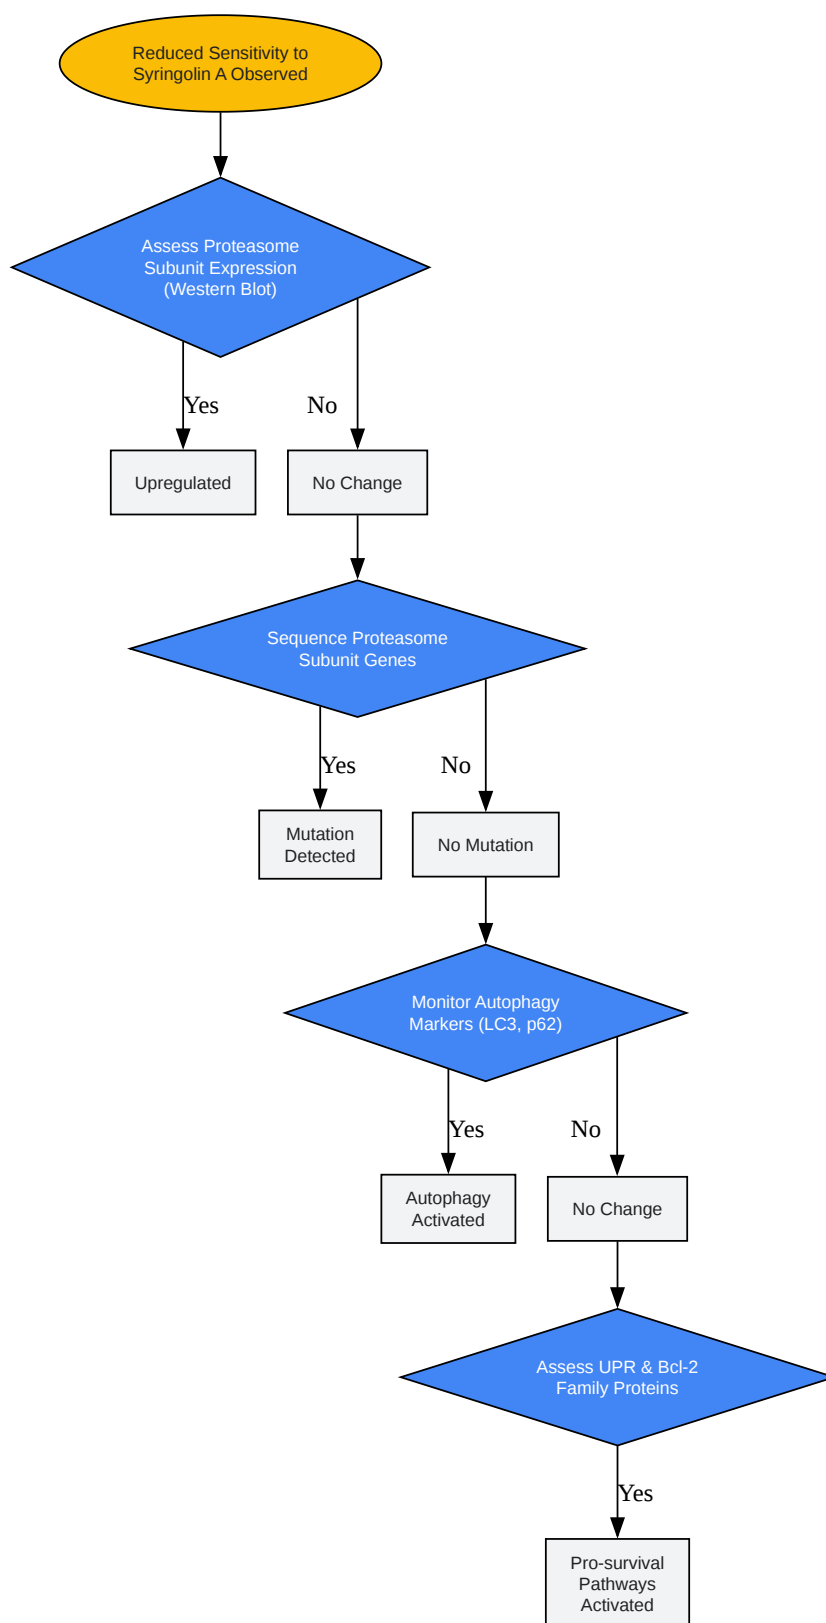 Reduced Sensitivity to
Syringolin A Observed
Assess Proteasome
Subunit Expression
(Western Blot)
Yes
No
Upregulated
No Change
Sequence Proteasome
Subunit Genes
Yes
No
Mutation
Detected
No Mutation
Monitor Autophagy
Markers (LC3, p62)
Yes
No
Autophagy
Activated
No Change
Assess UPR & Bcl-2
Family Proteins
Yes
Pro-survival
Pathways
Activated